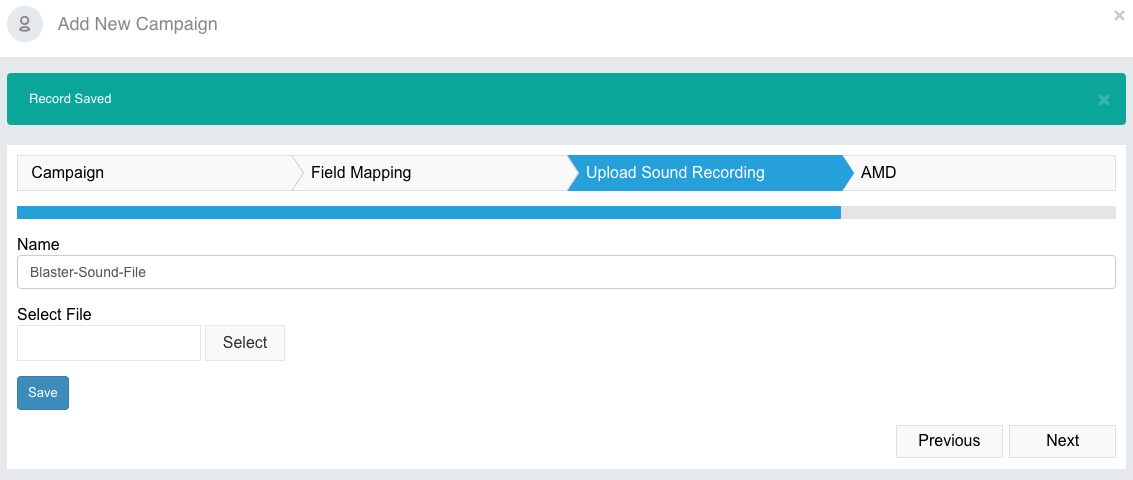 Add New Campaign
Record Saved
Campaign
Field Mapping
Upload Sound Recording
AMD
Name
Blaster-Sound-File
Select File
Select
Save
Previous
Next